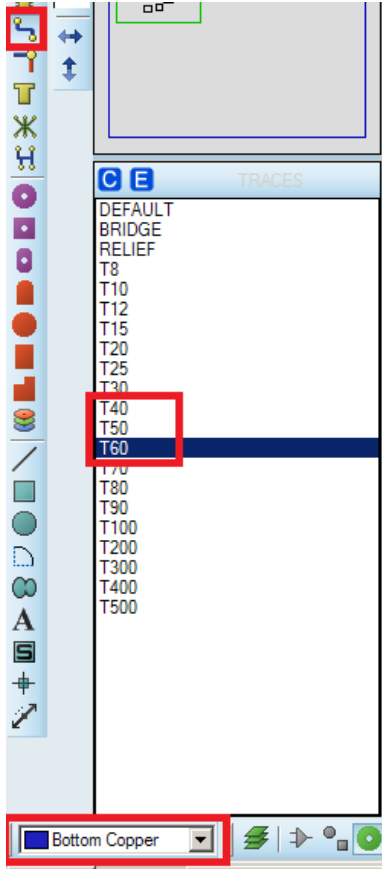 C E TRACES
DEFAULT
BRIDGE
RELIEF
T8
T10
T12
T15
T20
T25
T30
T40
T50
T60
T70
T80
T90
T100
T200
T300
T400
T500
A
S
Bottom Copper